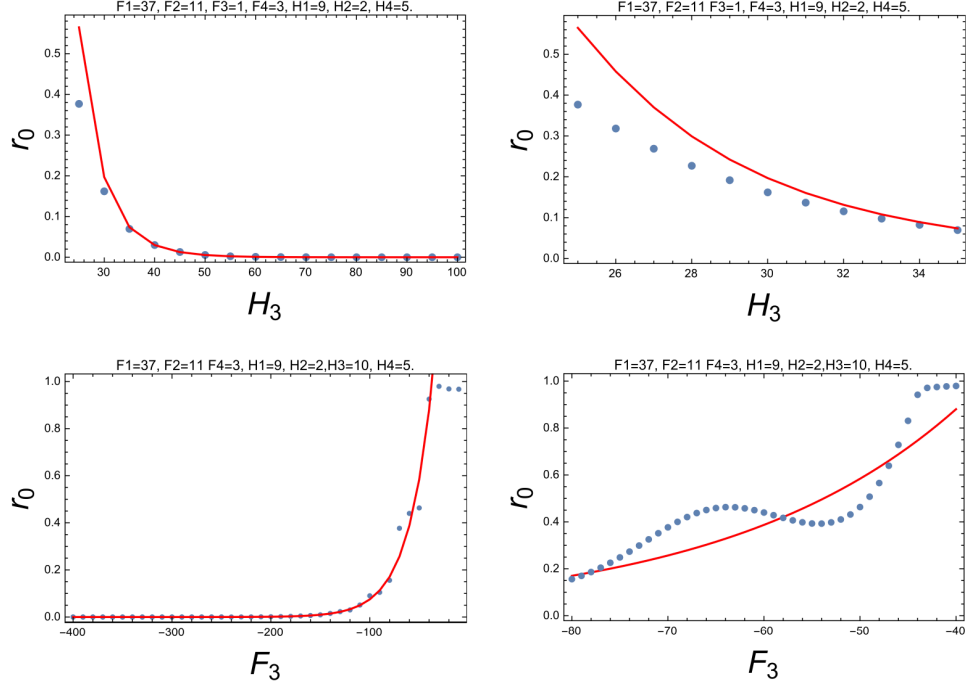 F1=37, F2=11, F3=1, F4=3, H1=9, H2=2, H4=5.
r0
0.5
0.4
0.3
0.2
0.1
0.0
30 40 50 60 70 80 90 100
H3
F1=37, F2=11 F3=1, F4=3, H1=9, H2=2, H4=5.
r0
0.5
0.4
0.3
0.2
0.1
0.0
26 28 30 32 34
H3
F1=37, F2=11 F4=3, H1=9, H2=2,H3=10, H4=5.
r0
1.0
0.8
0.6
0.4
0.2
0.0
-400 -300 -200 -100
F3
F1=37, F2=11 F4=3, H1=9, H2=2,H3=10, H4=5.
r0
1.0
0.8
0.6
0.4
0.2
0.0
-80 -70 -60 -50 -40
F3